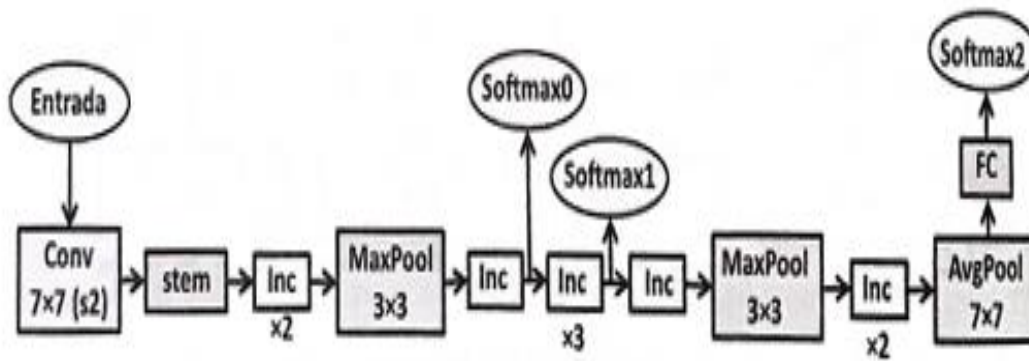 Softmax2
Softmax0
Entrada
FC
Softmax1
Conv
7×7 (s2)
stem
Inc
×2
MaxPool
3×3
Inc
Inc
×3
Inc
MaxPool
3×3
Inc
×2
AvgPool
7×7